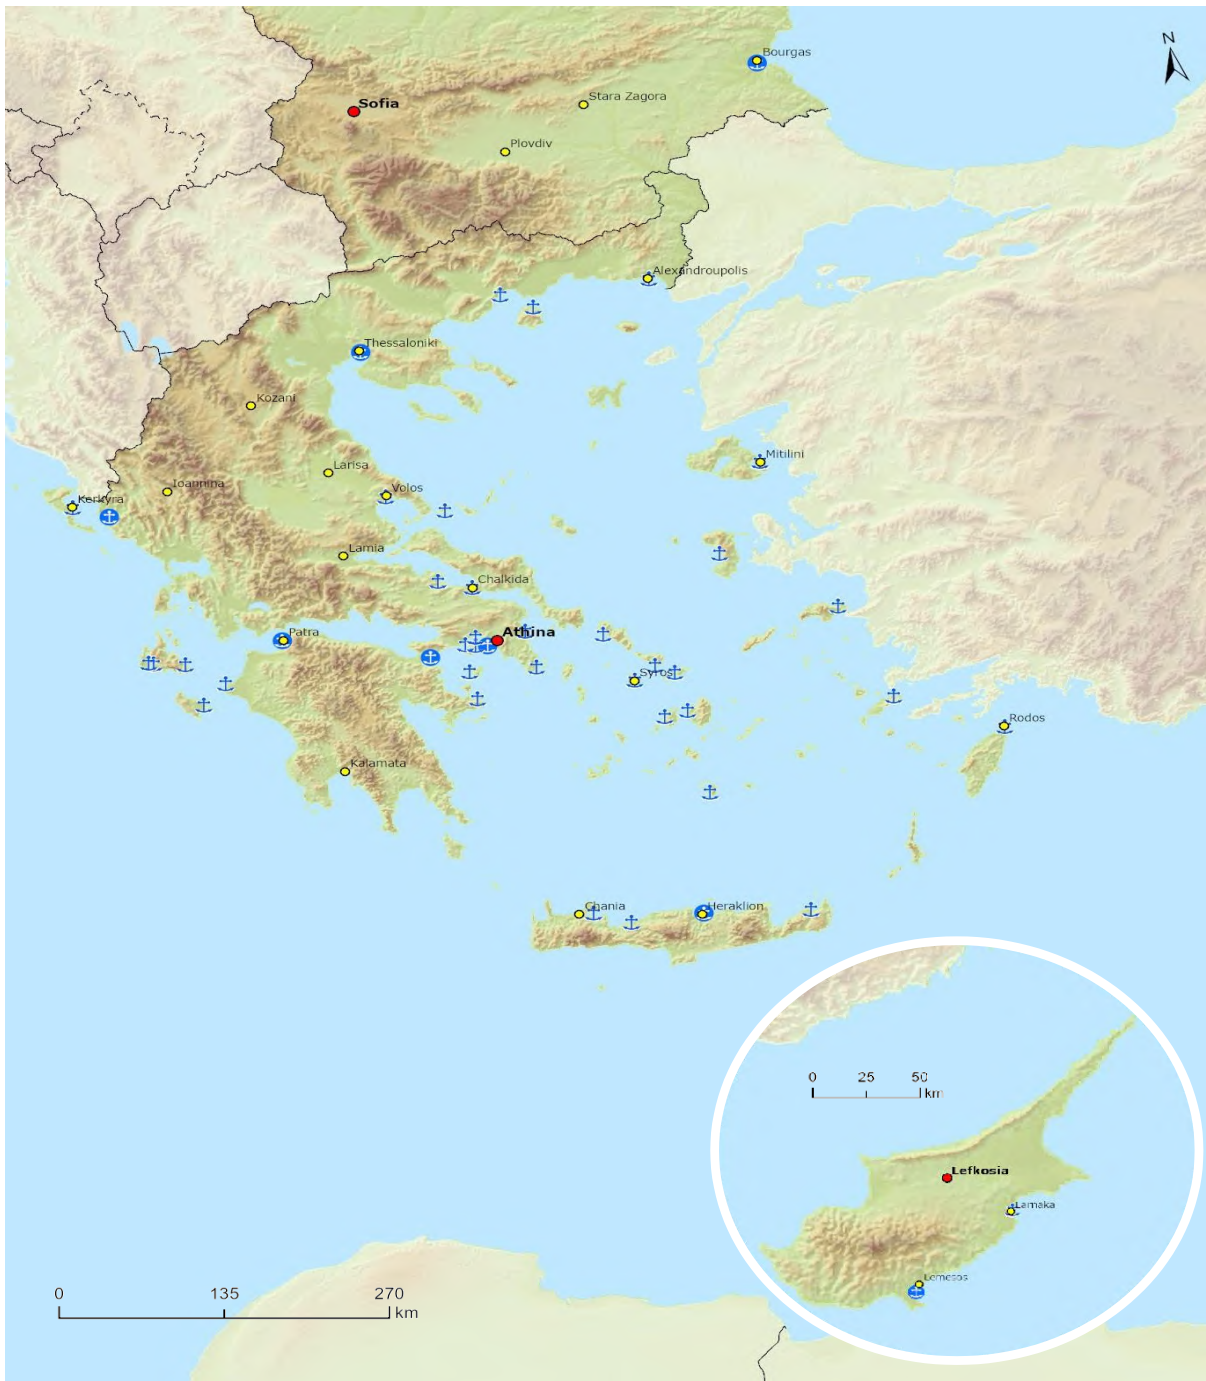 N
Bourgas
Stara Zagora
Sofia
Plovdiv
Alexandroupolis
Thessaloniki
Kozani
Mitilini
Larisa
Ioannina
Volos
Kerkyra
Lamia
Chalkida
Athina
Patra
Syros
Rodos
Kalamata
Chania
Heraklion
0 25 50
km
Lefkosia
Larnaka
Lemesos
0 135 270
km